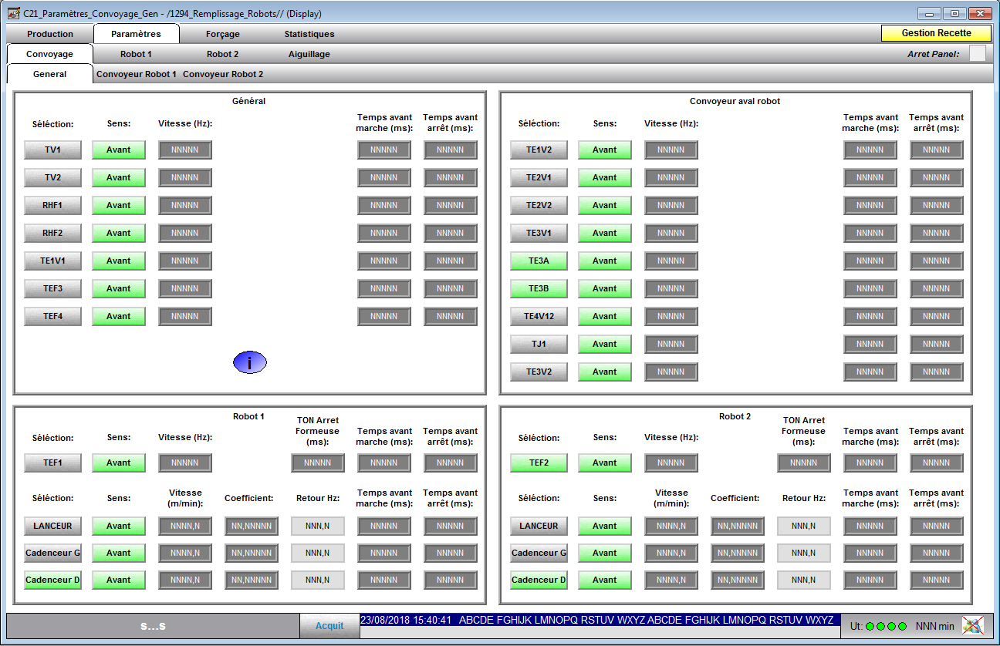 C21_Paramètres_Convoyage_Gen - /1294_Remplissage_Robots// (Display)
Production Paramètres Forçage Statistiques Gestion Recette
Convoyage Robot 1 Robot 2 Aiguillage Arret Panel:
General Convoyeur Robot 1 Convoyeur Robot 2
Général
Séléction: Sens: Vitesse (Hz): Temps avant marche (ms): Temps avant arrêt (ms):
TV1 Avant NNNNN NNNNN NNNNN
TV2 Avant NNNNN NNNNN NNNNN
RHF1 Avant NNNNN NNNNN NNNNN
RHF2 Avant NNNNN NNNNN NNNNN
TE1V1 Avant NNNNN NNNNN NNNNN
TEF3 Avant NNNNN NNNNN NNNNN
TEF4 Avant NNNNN NNNNN NNNNN
i
Convoyeur aval robot
Séléction: Sens: Vitesse (Hz): Temps avant marche (ms): Temps avant arrêt (ms):
TE1V2 Avant NNNNN NNNNN NNNNN
TE2V1 Avant NNNNN NNNNN NNNNN
TE2V2 Avant NNNNN NNNNN NNNNN
TE3V1 Avant NNNNN NNNNN NNNNN
TE3A Avant NNNNN NNNNN NNNNN
TE3B Avant NNNNN NNNNN NNNNN
TE4V12 Avant NNNNN NNNNN NNNNN
TJ1 Avant NNNNN NNNNN NNNNN
TE3V2 Avant NNNNN NNNNN NNNNN
Robot 1
Séléction: Sens: Vitesse (Hz): TON Arret Formeuse (ms): Temps avant marche (ms): Temps avant arrêt (ms):
TEF1 Avant NNNNN NNNNN NNNNN NNNNN
Séléction: Sens: Vitesse (m/min): Coefficient: Retour Hz: Temps avant marche (ms): Temps avant arrêt (ms):
LANCEUR Avant NNNN,N NN,NNNNN NNN,N NNNNN NNNNN
Cadenceur G Avant NNNN,N NN,NNNNN NNN,N NNNNN NNNNN
Cadenceur D Avant NNNN,N NN,NNNNN NNN,N NNNNN NNNNN
Robot 2
Séléction: Sens: Vitesse (Hz): TON Arret Formeuse (ms): Temps avant marche (ms): Temps avant arrêt (ms):
TEF2 Avant NNNNN NNNNN NNNNN NNNNN
Séléction: Sens: Vitesse (m/min): Coefficient: Retour Hz: Temps avant marche (ms): Temps avant arrêt (ms):
LANCEUR Avant NNNN,N NN,NNNNN NNN,N NNNNN NNNNN
Cadenceur G Avant NNNN,N NN,NNNNN NNN,N NNNNN NNNNN
Cadenceur D Avant NNNN,N NN,NNNNN NNN,N NNNNN NNNNN
s...s Acquit 23/08/2018 15:40:41 ABCDE FGHIJK LMNOPQ RSTUV WXYZ ABCDE FGHIJK LMNOPQ RSTUV WXYZ Ut: NNN min